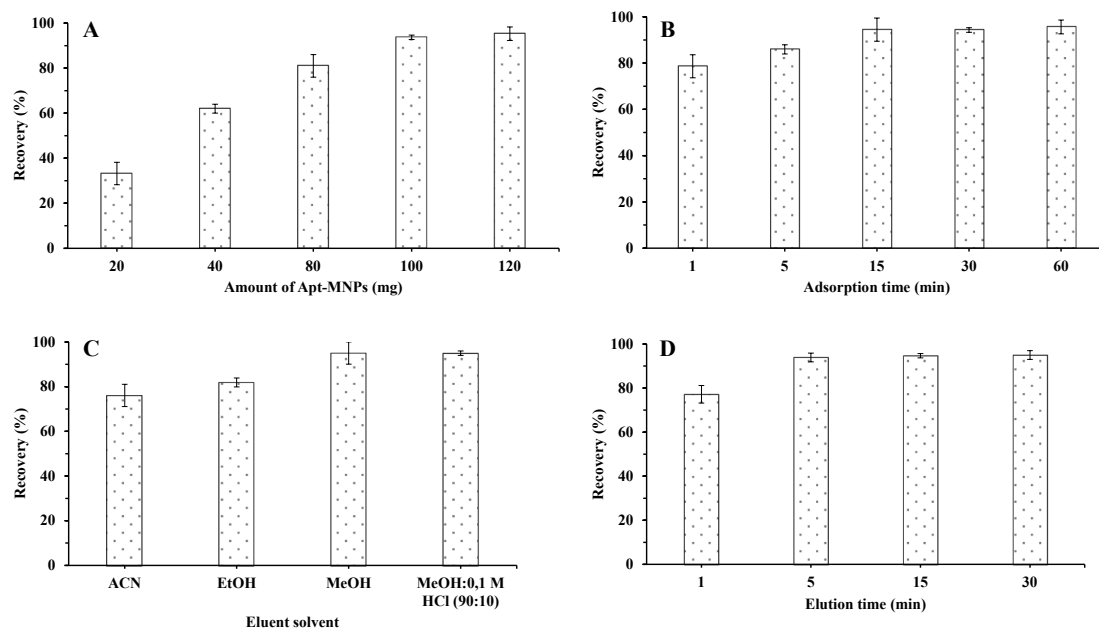 A
Recovery (%)
100
80
60
40
20
0
20 40 80 100 120
Amount of Apt-MNPs (mg)
B
Recovery (%)
100
80
60
40
20
0
1 5 15 30 60
Adsorption time (min)
C
Recovery (%)
100
80
60
40
20
0
ACN EtOH MeOH MeOH:0,1 M
HCl (90:10)
Eluent solvent
D
Recovery (%)
100
80
60
40
20
0
1 5 15 30
Elution time (min)